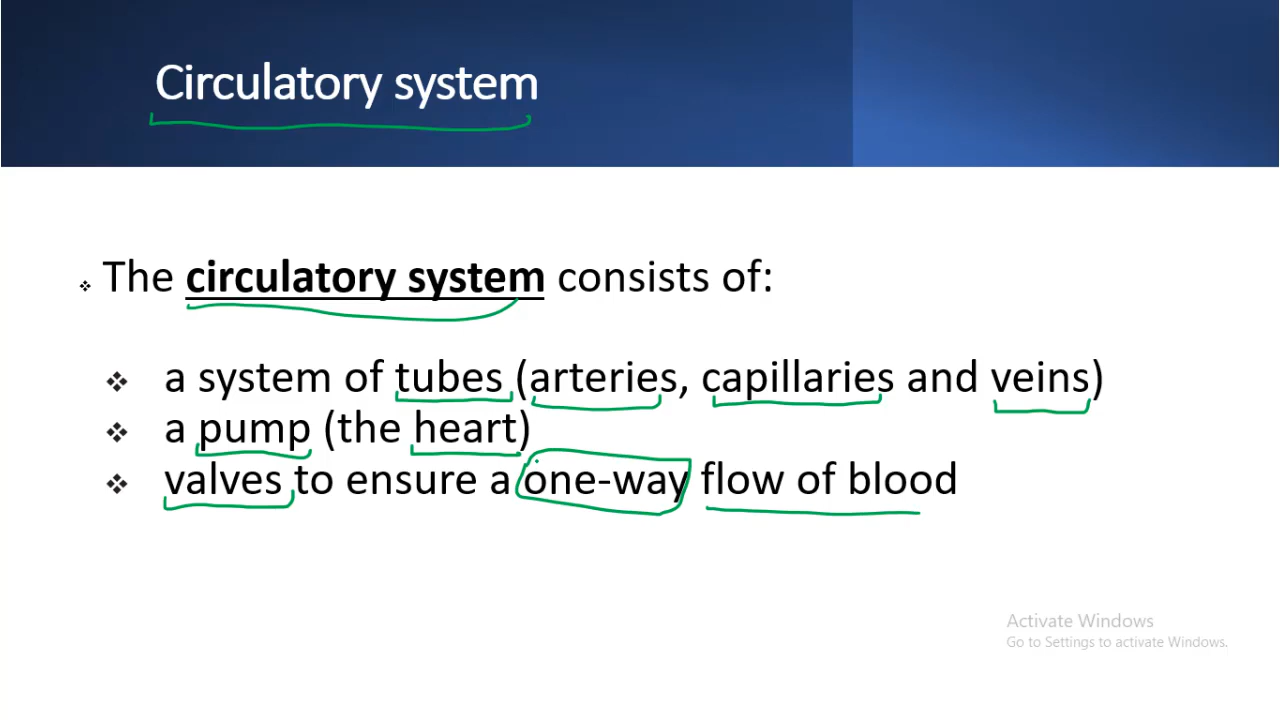 Circulatory system
❖ The circulatory system consists of:
❖ a system of tubes (arteries, capillaries and veins)
❖ a pump (the heart)
❖ valves to ensure a one-way flow of blood
Activate Windows
Go to Settings to activate Windows.